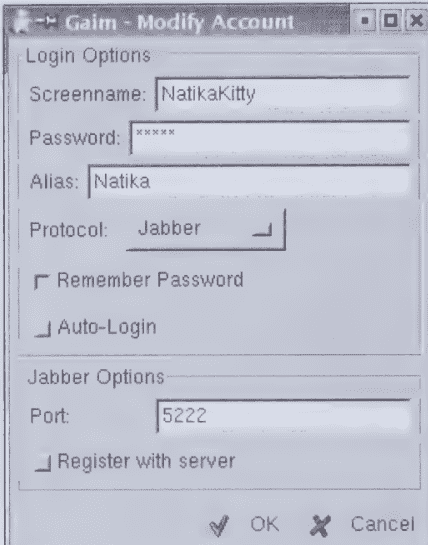 Gaim - Modify Account
Login Options
Screenname: NatikaKitty
Password: *****
Alias: Natika
Protocol: Jabber
Remember Password
Auto-Login
Jabber Options
Port: 5222
Register with server
OK Cancel